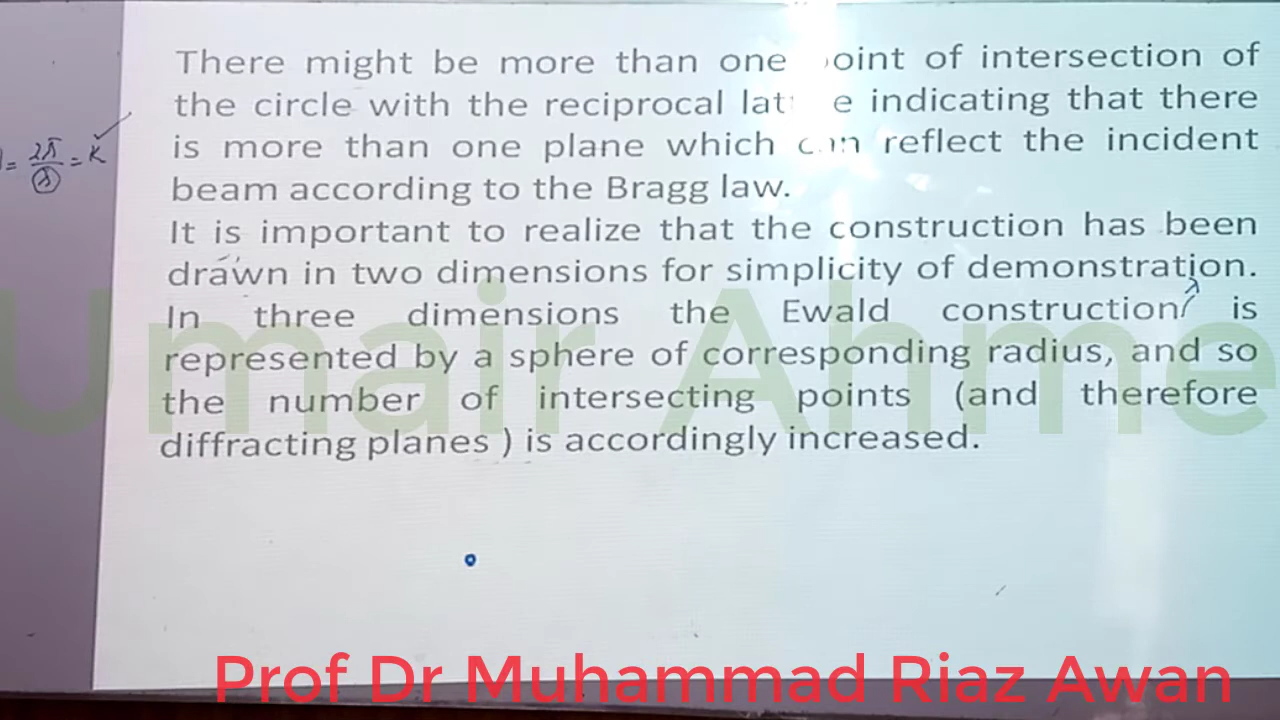 There might be more than one oint of intersection of
the circle with the reciprocal lat e indicating that there
is more than one plane which can reflect the incident
beam according to the Bragg law.
It is important to realize that the construction has been
drawn in two dimensions for simplicity of demonstration.
In three dimensions the Ewald construction is
represented by a sphere of corresponding radius, and so
the number of intersecting points (and therefore
diffracting planes ) is accordingly increased.
= 2π/λ = K
λ
Umair Ahme
Prof Dr Muhammad Riaz Awan